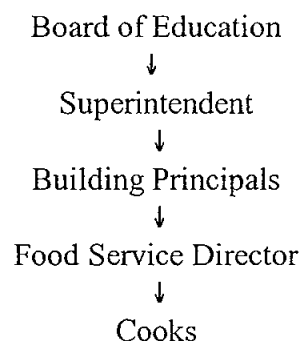 Board of Education
↓
Superintendent
↓
Building Principals
↓
Food Service Director
↓
Cooks